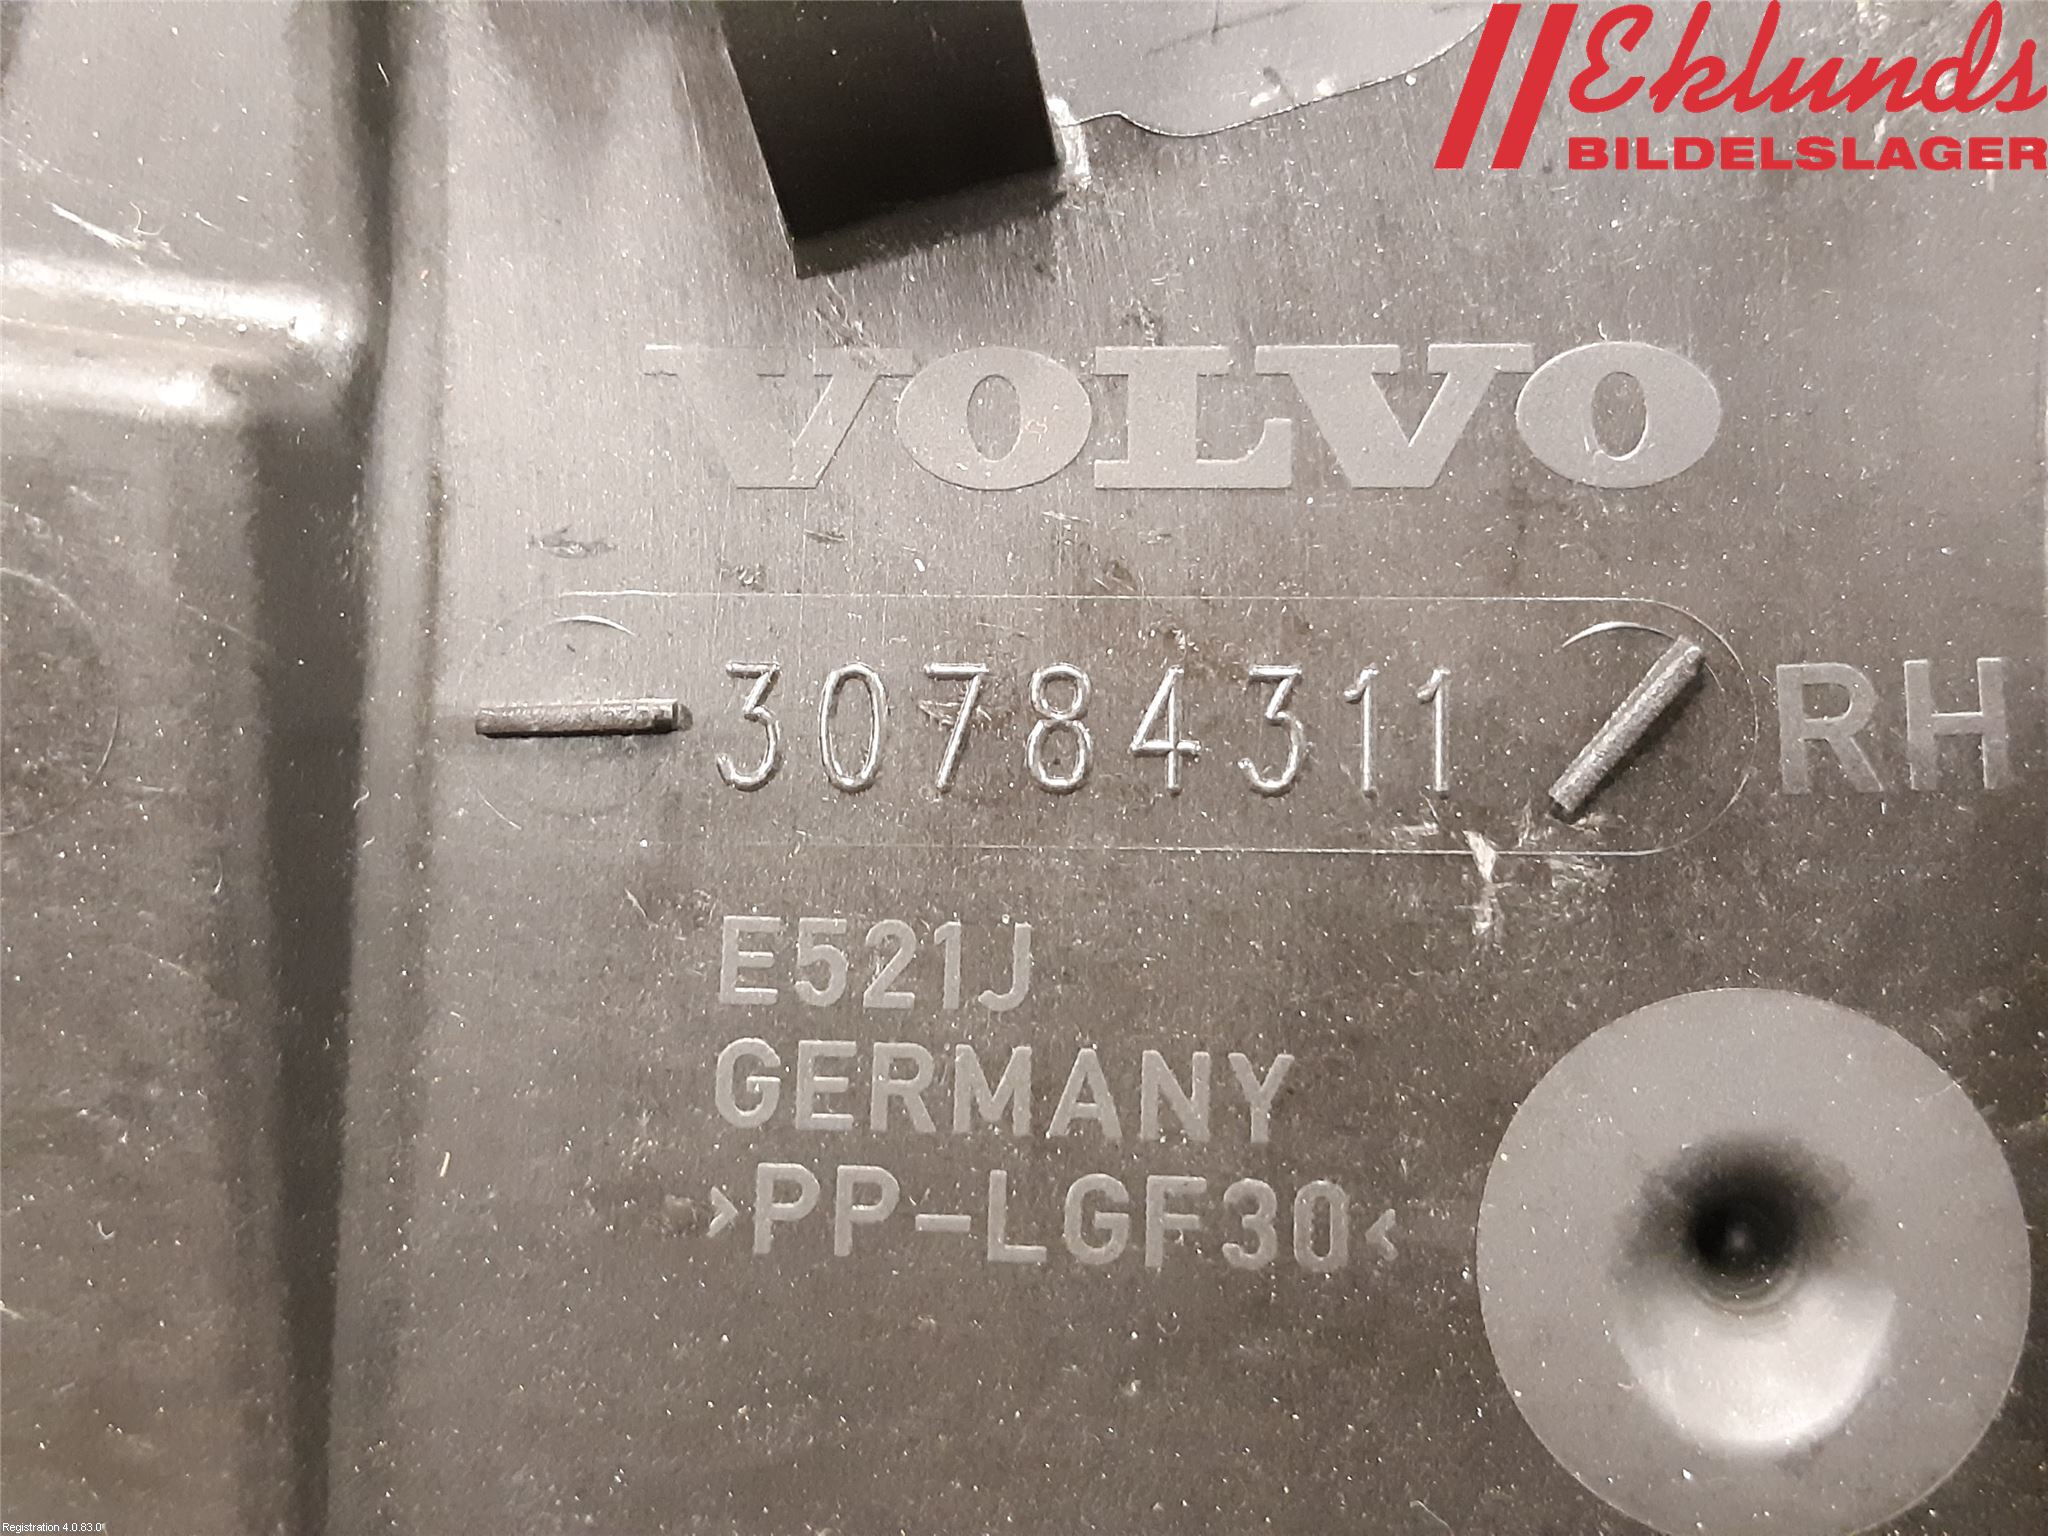 Eklunds
BILDELSLAGER
VOLVO
30784311 RH
E521J
GERMANY
>PP-LGF30<
Registration 4.0.83.0